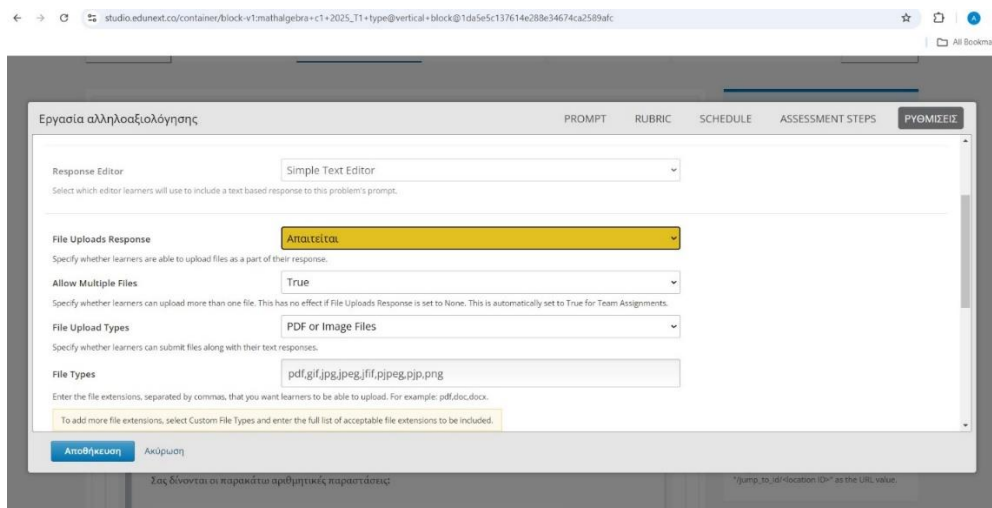 studio.edunext.co/container/block-v1:mathalgebra+c1+2025_T1+type@vertical+block@1da5e5c137614e288e34674ca2589afc
A
All Bookma
Εργασία αλληλοαξιολόγησης
PROMPT RUBRIC SCHEDULE ASSESSMENT STEPS ΡΥΘΜΙΣΕΙΣ
Response Editor Simple Text Editor
Select which editor learners will use to include a text based response to this problem's prompt.
File Uploads Response Απαιτείται
Specify whether learners are able to upload files as a part of their response.
Allow Multiple Files True
Specify whether learners can upload more than one file. This has no effect if File Uploads Response is set to None. This is automatically set to True for Team Assignments.
File Upload Types PDF or Image Files
Specify whether learners can submit files along with their text responses.
File Types pdf,gif,jpg,jpeg,jfif,pjpeg,pjp,png
Enter the file extensions, separated by commas, that you want learners to be able to upload. For example: pdf,doc,docx.
To add more file extensions, select Custom File Types and enter the full list of acceptable file extensions to be included.
Αποθήκευση Ακύρωση
Σας δίνονται οι παρακάτω αριθμητικές παραστάσεις:
"/jump_to_id/<location ID>" as the URL value.